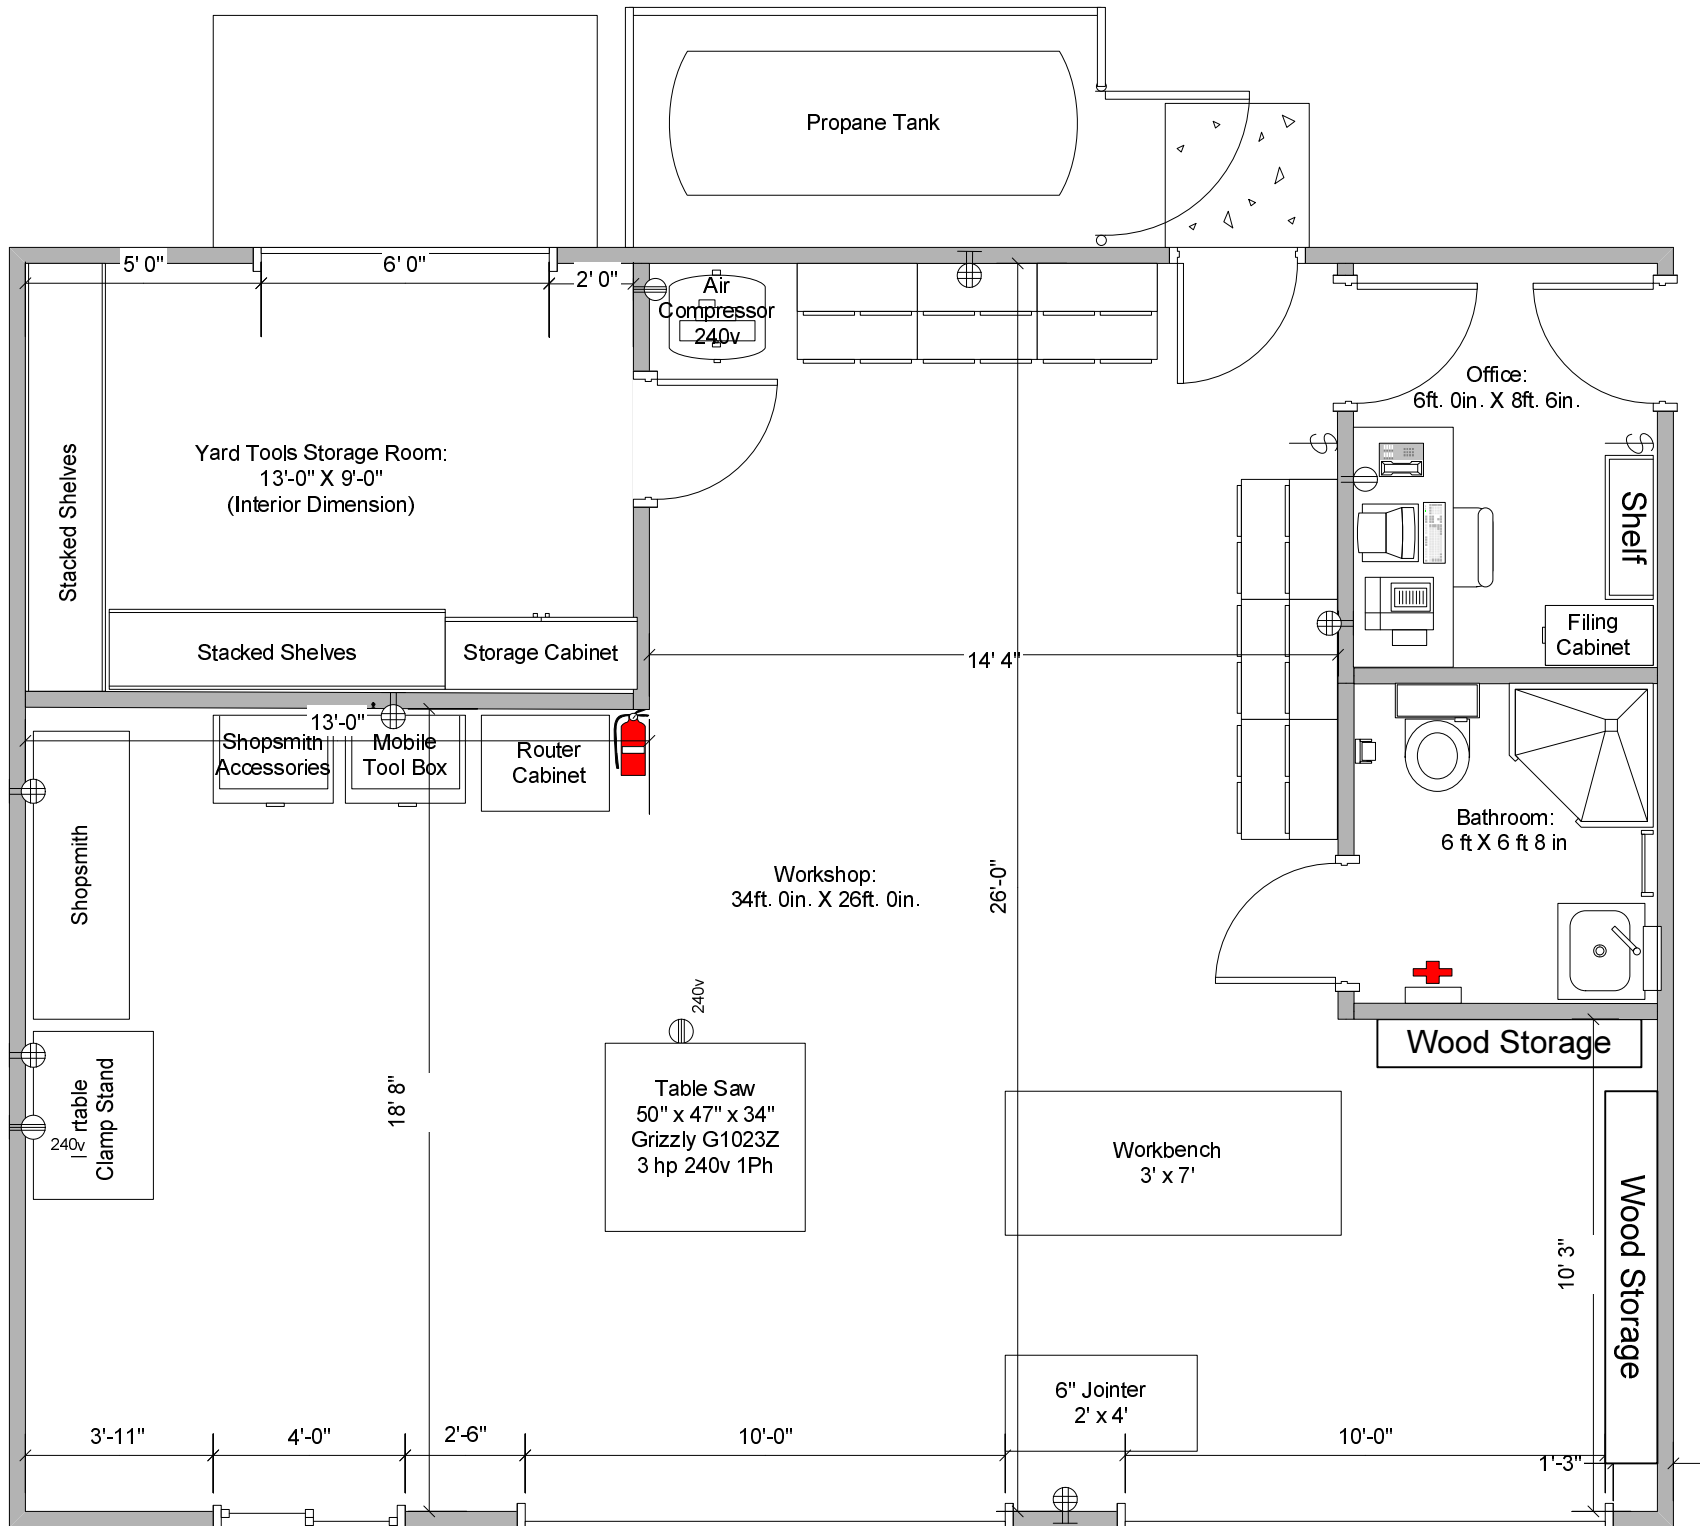 Propane Tank
5' 0"
6' 0"
2' 0"
Air
Compressor
240v
Office:
6ft. 0in. X 8ft. 6in.
Yard Tools Storage Room:
13'-0" X 9'-0"
(Interior Dimension)
Stacked Shelves
S
S
Shelf
Stacked Shelves
Storage Cabinet
14' 4"
Filing
Cabinet
13'-0"
Shopsmith
Accessories
Mobile
Tool Box
Router
Cabinet
Shopsmith
Bathroom:
6 ft X 6 ft 8 in
Workshop:
34ft. 0in. X 26ft. 0in.
26'-0"
240v
Wood Storage
Table Saw
50" x 47" x 34"
Grizzly G1023Z
3 hp 240v 1Ph
18' 8"
240v
rtable
Clamp Stand
Workbench
3' x 7'
Wood Storage
10' 3"
6" Jointer
2' x 4'
3'-11"
4'-0"
2'-6"
10'-0"
10'-0"
1'-3"